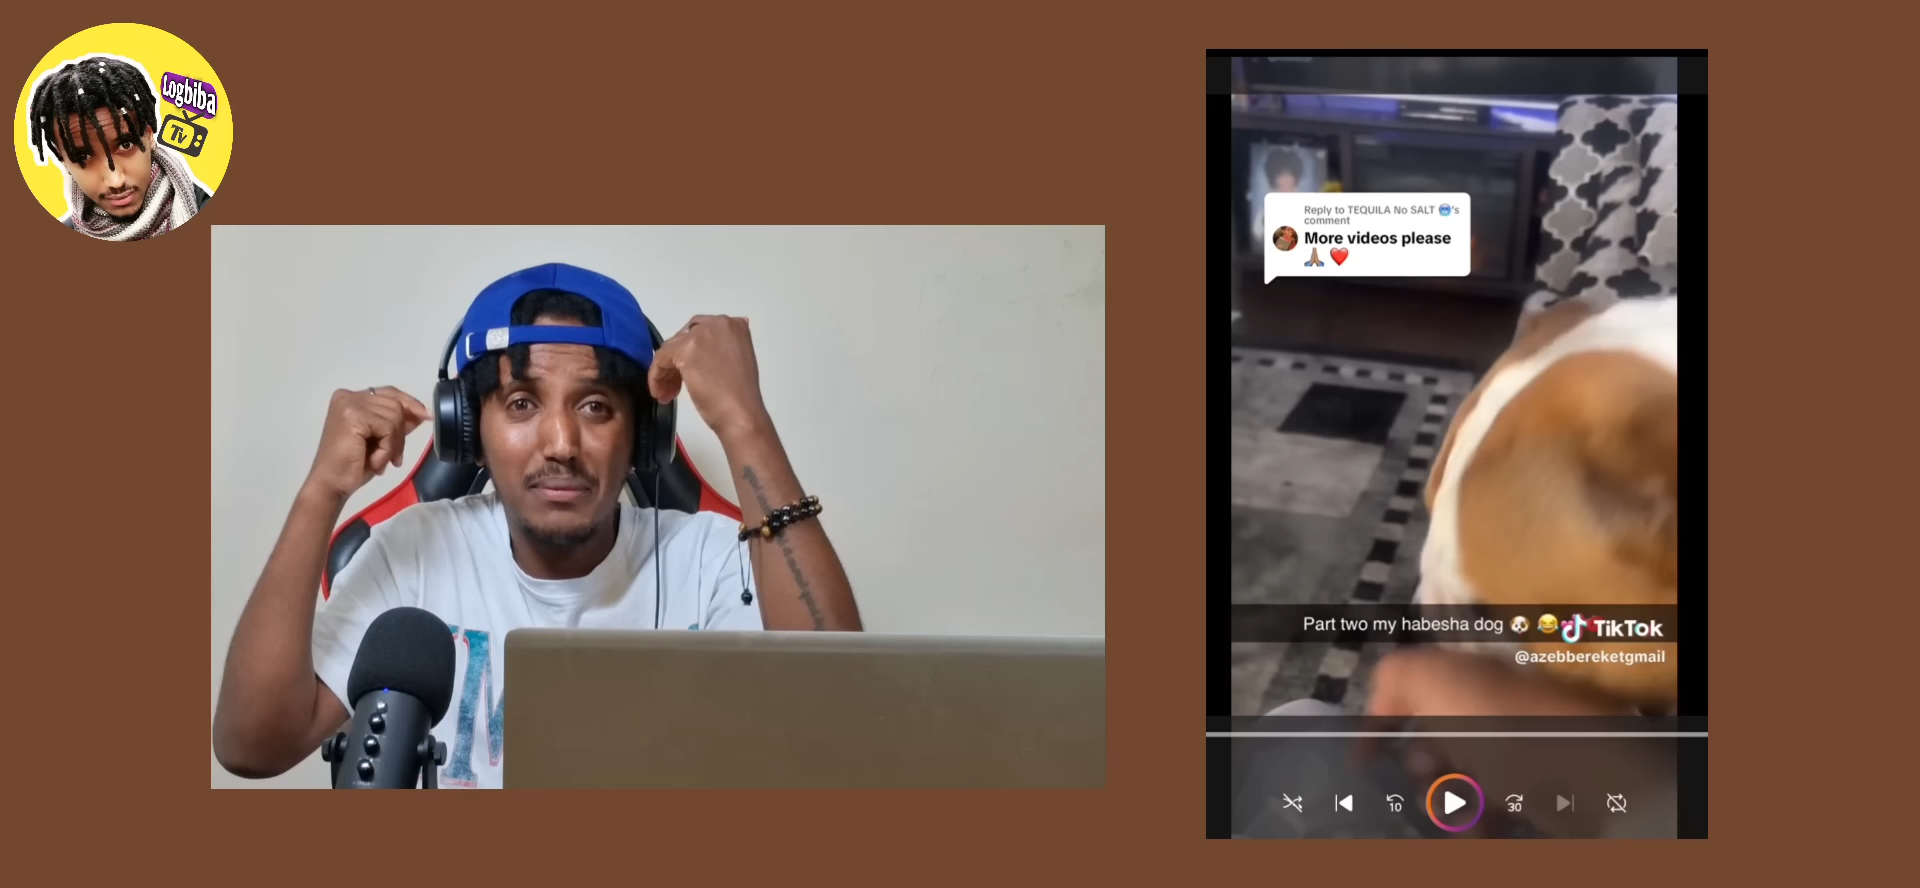 Logbiba
Tv
Reply to TEQUILA No SALT 🥶's
comment
More videos please
🙏🏽 ❤️
Part two my habesha dog 🐶 😂
TikTok
@azebbereketgmail
10
30